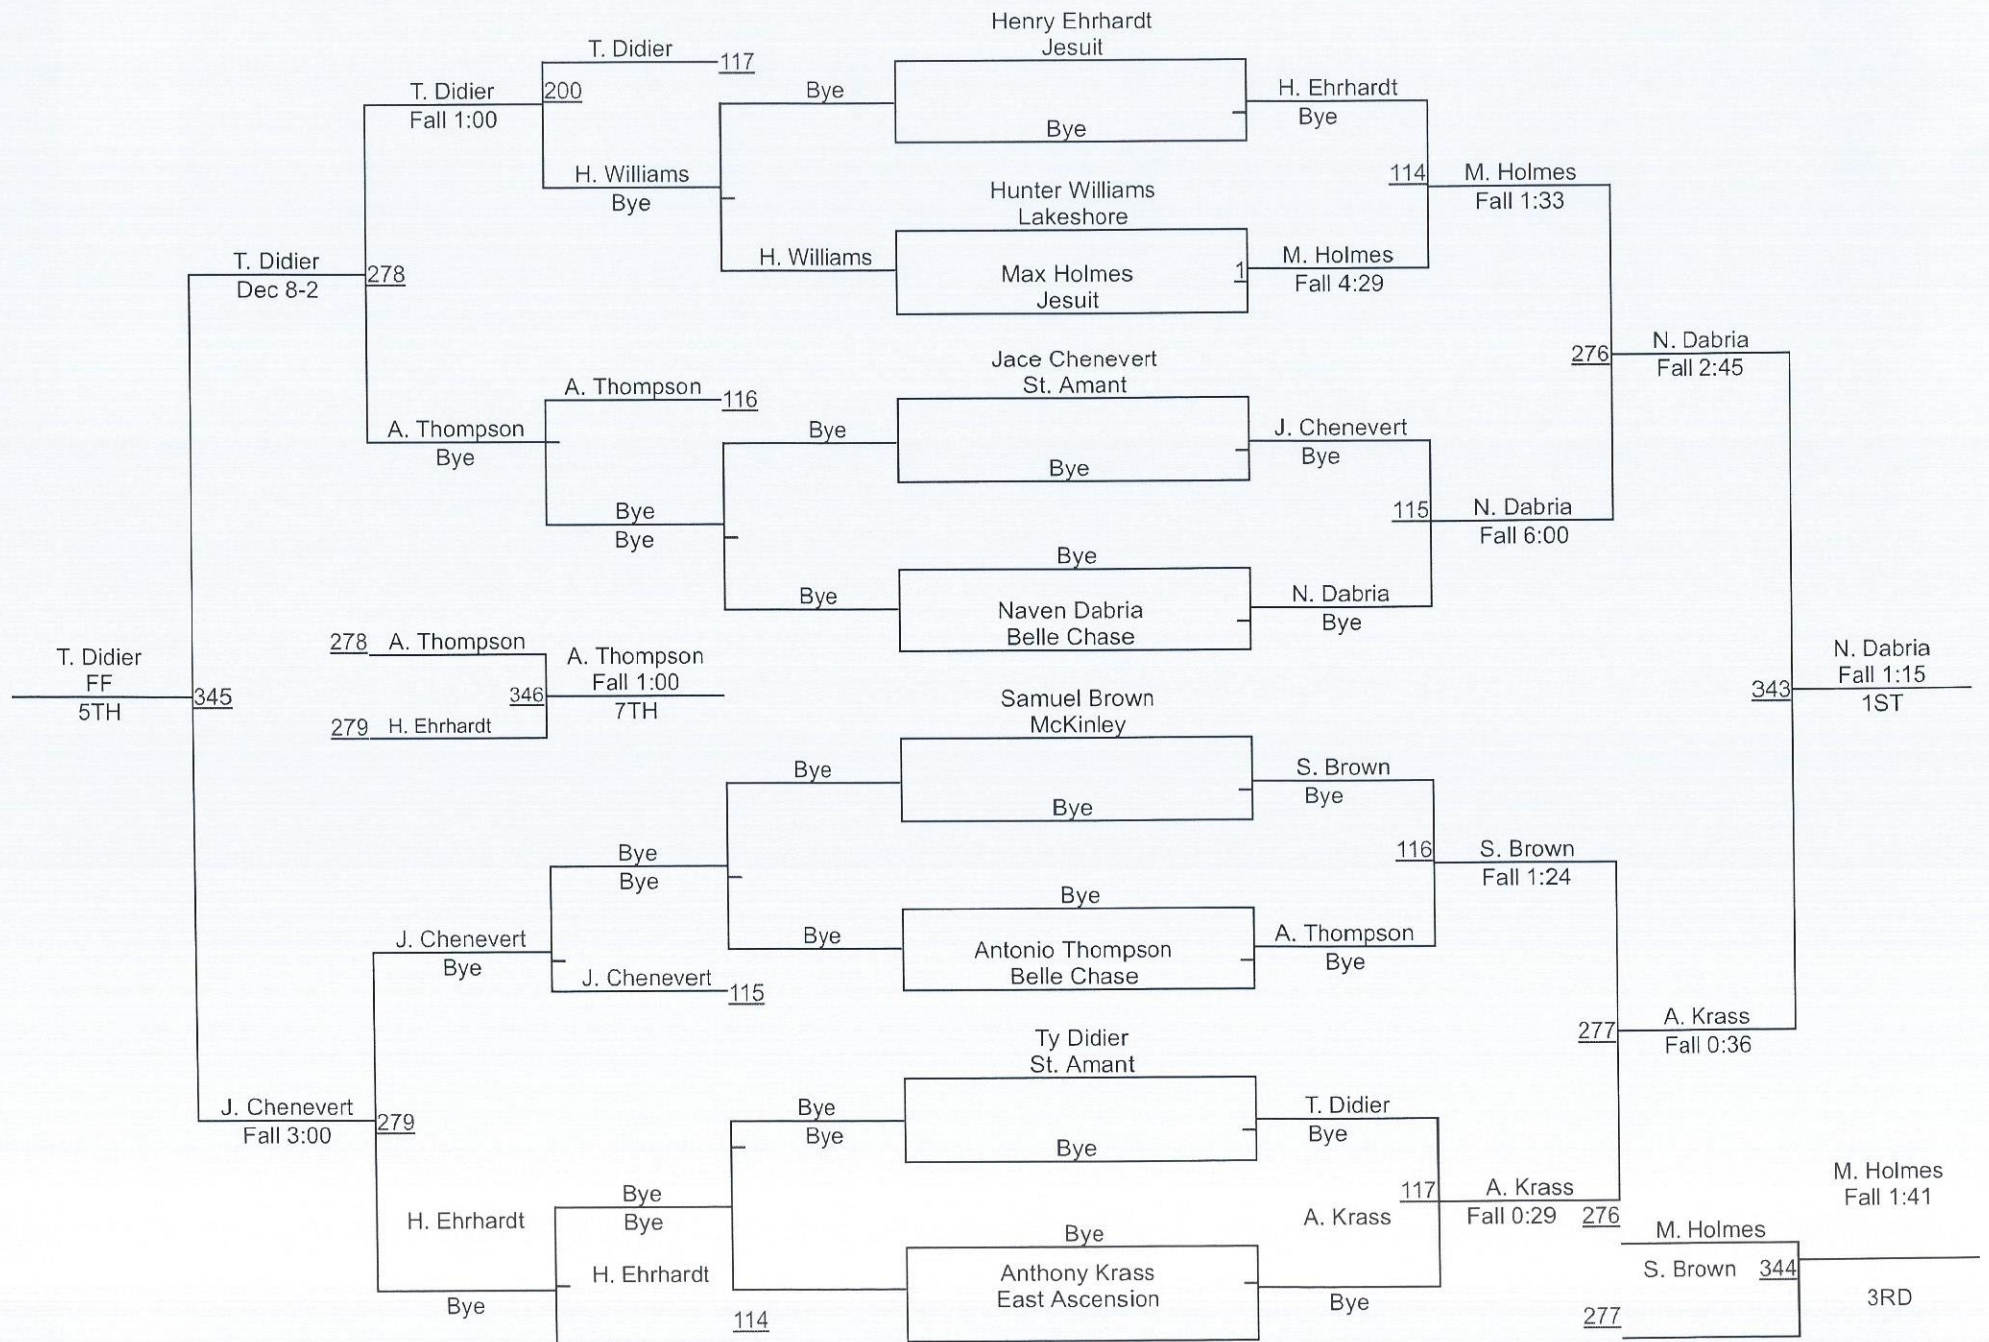 Henry Ehrhardt
Jesuit
T. Didier
117
T. Didier
200
Fall 1:00
Bye
H. Ehrhardt
Bye
Bye
H. Williams
Bye
114
M. Holmes
Fall 1:33
Hunter Williams
Lakeshore
T. Didier
278
Dec 8-2
H. Williams
Max Holmes
Jesuit
1
M. Holmes
Fall 4:29
276
N. Dabria
Fall 2:45
Jace Chenevert
St. Amant
A. Thompson
116
A. Thompson
Bye
Bye
Bye
J. Chenevert
Bye
Bye
Bye
115
N. Dabria
Fall 6:00
Bye
Bye
Naven Dabria
Belle Chase
N. Dabria
Bye
T. Didier
FF
5TH
345
278
A. Thompson
279
H. Ehrhardt
346
A. Thompson
Fall 1:00
7TH
343
N. Dabria
Fall 1:15
1ST
Samuel Brown
McKinley
Bye
Bye
S. Brown
Bye
Bye
Bye
116
S. Brown
Fall 1:24
J. Chenevert
Bye
Bye
Bye
Antonio Thompson
Belle Chase
A. Thompson
Bye
J. Chenevert
115
277
A. Krass
Fall 0:36
Ty Didier
St. Amant
J. Chenevert
279
Fall 3:00
Bye
Bye
Bye
T. Didier
Bye
H. Ehrhardt
Bye
Bye
Bye
117
A. Krass
A. Krass
Fall 0:29
276
M. Holmes
M. Holmes
Fall 1:41
H. Ehrhardt
Bye
114
Anthony Krass
East Ascension
Bye
S. Brown
344
277
3RD